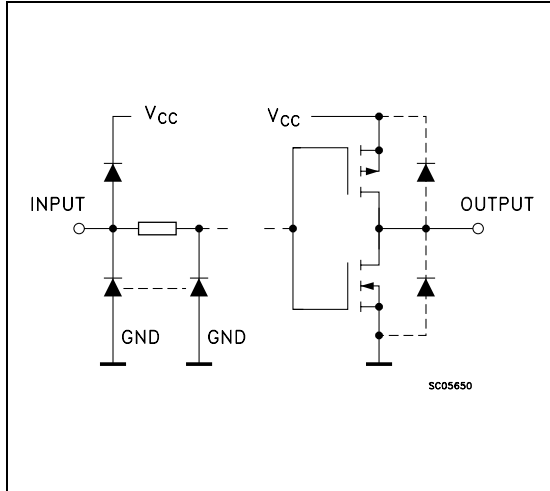 VCC
VCC
INPUT
OUTPUT
GND
GND
SC05650